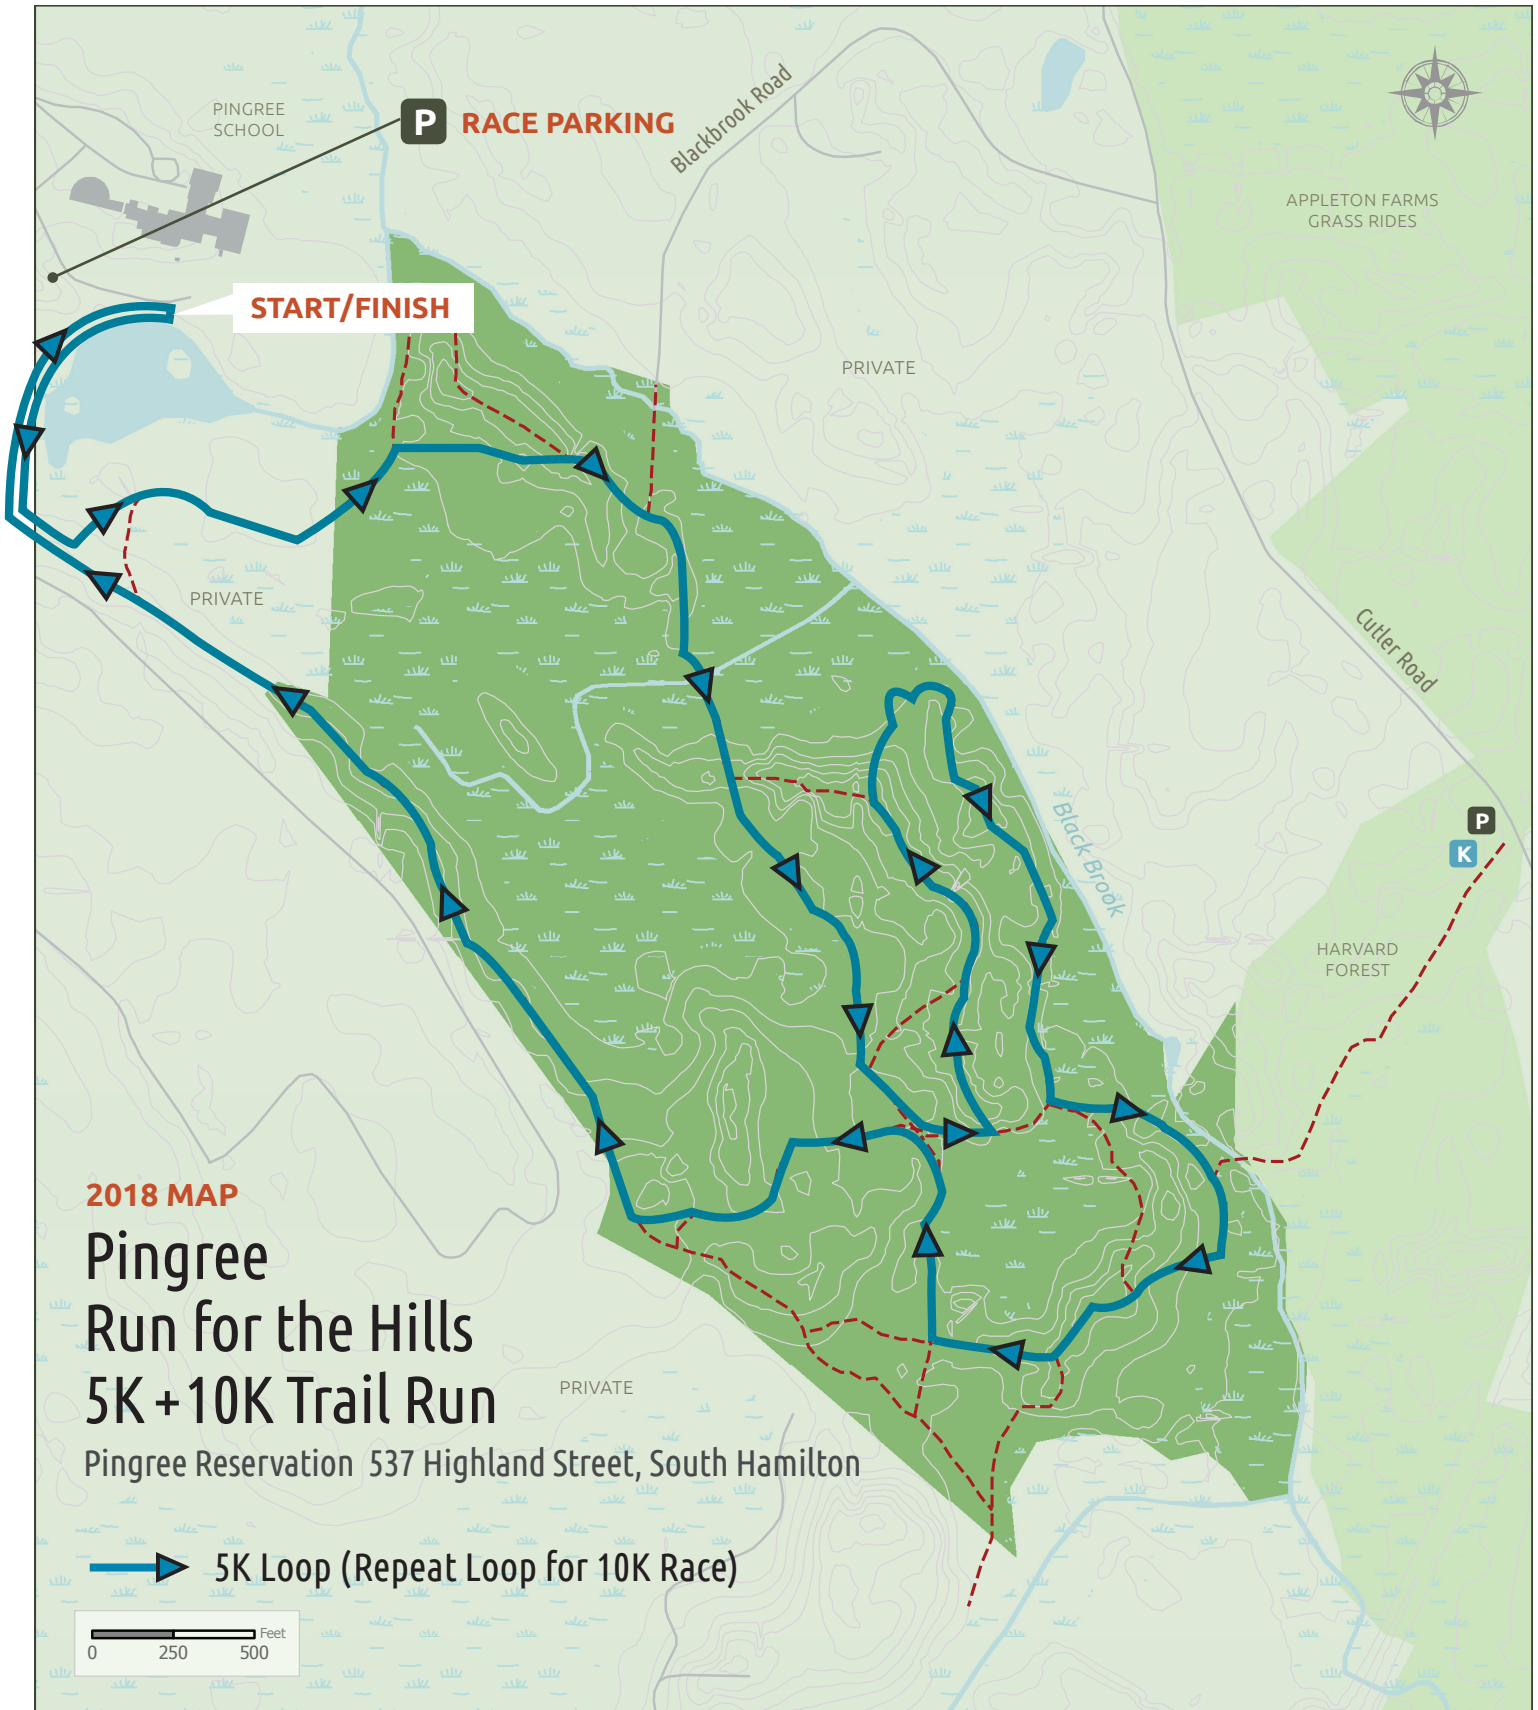 PINGREE
SCHOOL
P RACE PARKING
Blackbrook Road
APPLETON FARMS
GRASS RIDES
START/FINISH
PRIVATE
PRIVATE
Cutler Road
Black Brook
P
K
HARVARD
FOREST
2018 MAP
Pingree
Run for the Hills
5K + 10K Trail Run
PRIVATE
Pingree Reservation 537 Highland Street, South Hamilton
5K Loop (Repeat Loop for 10K Race)
Feet
0 250 500